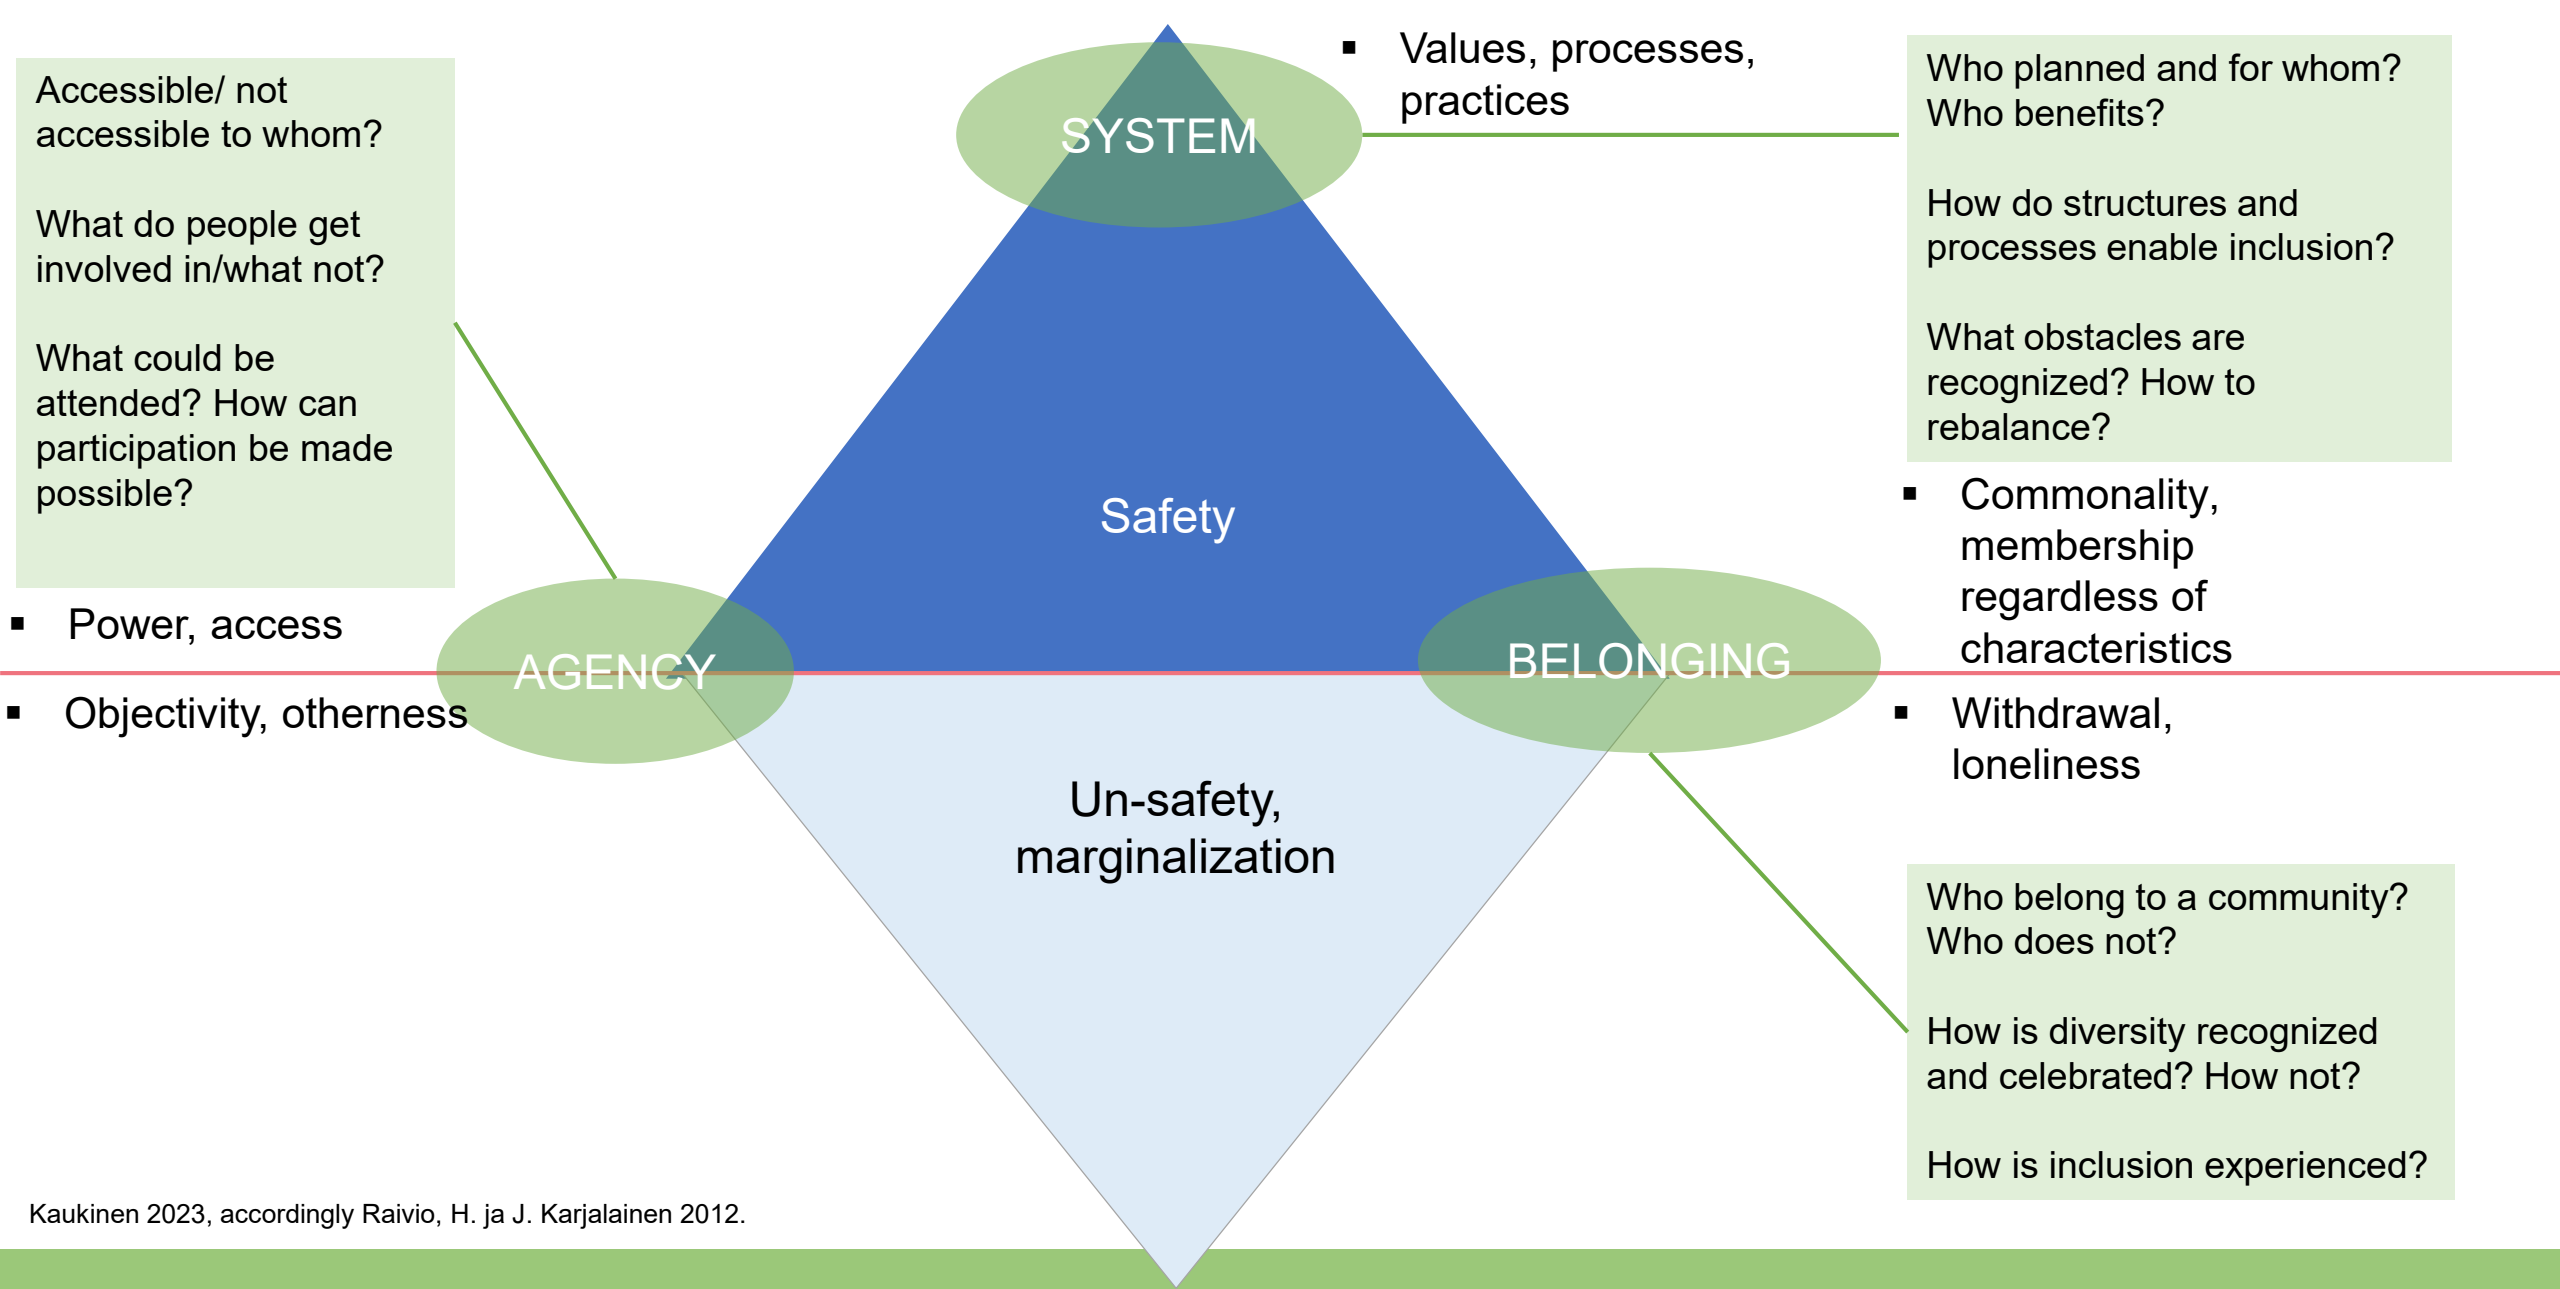 Accessible/ not
accessible to whom?
What do people get
involved in/what not?
What could be
attended? How can
participation be made
possible?
▪ Power, access
▪ Objectivity, otherness
SYSTEM
▪ Values, processes,
practices
Who planned and for whom?
Who benefits?
How do structures and
processes enable inclusion?
What obstacles are
recognized? How to
rebalance?
Safety
AGENCY
BELONGING
▪ Commonality,
membership
regardless of
characteristics
▪ Withdrawal,
loneliness
Un-safety,
marginalization
Who belong to a community?
Who does not?
How is diversity recognized
and celebrated? How not?
How is inclusion experienced?
Kaukinen 2023, accordingly Raivio, H. ja J. Karjalainen 2012.